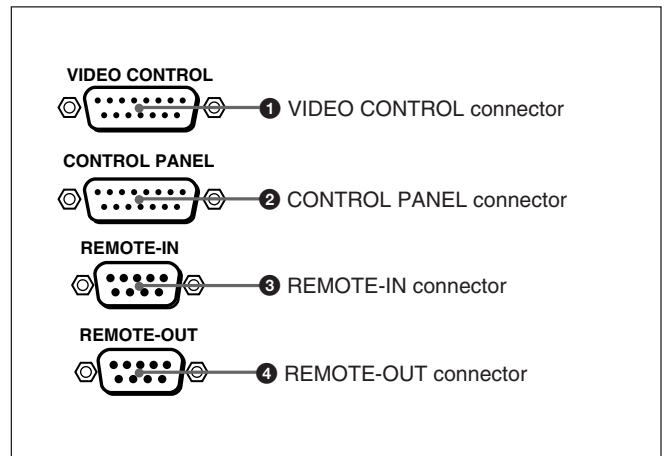 VIDEO CONTROL
❶ VIDEO CONTROL connector
CONTROL PANEL
❷ CONTROL PANEL connector
REMOTE-IN
❸ REMOTE-IN connector
REMOTE-OUT
❹ REMOTE-OUT connector